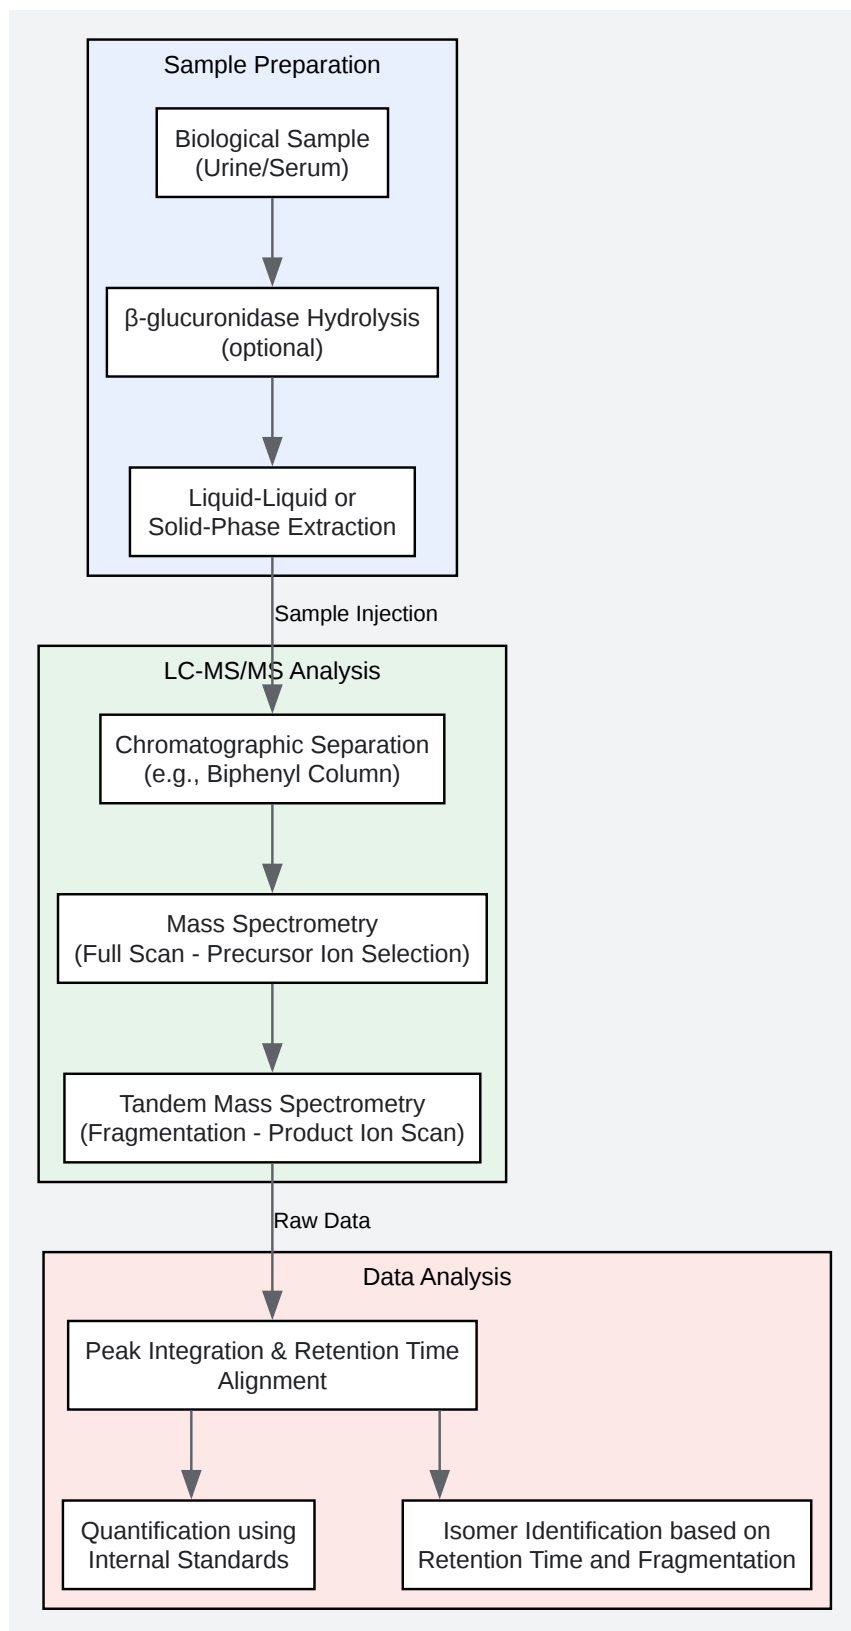 Sample Preparation
Biological Sample
(Urine/Serum)
β-glucuronidase Hydrolysis
(optional)
Liquid-Liquid or
Solid-Phase Extraction
Sample Injection
LC-MS/MS Analysis
Chromatographic Separation
(e.g., Biphenyl Column)
Mass Spectrometry
(Full Scan - Precursor Ion Selection)
Tandem Mass Spectrometry
(Fragmentation - Product Ion Scan)
Raw Data
Data Analysis
Peak Integration & Retention Time
Alignment
Quantification using
Internal Standards
Isomer Identification based on
Retention Time and Fragmentation